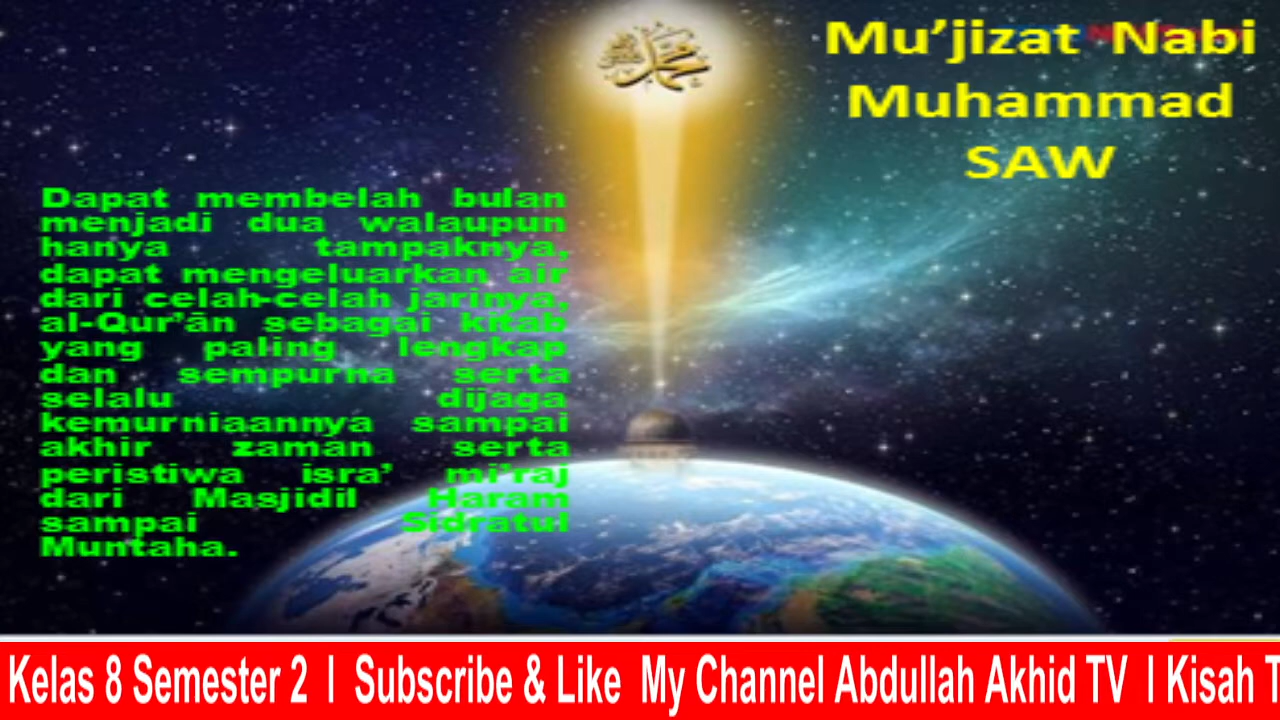 محمد
Mu'jizat Nabi
Muhammad
SAW
Dapat membelah bulan
menjadi dua walaupun
hanya tampaknya,
dapat mengeluarkan air
dari celah-celah jarinya,
al-Qur'ān sebagai kitab
yang paling lengkap
dan sempurna serta
selalu dijaga
kemurniaannya sampai
akhir zaman serta
peristiwa isra' mi'raj
dari Masjidil Haram
sampai Sidratul
Muntaha.
Kelas 8 Semester 2 I Subscribe & Like My Channel Abdullah Akhid TV I Kisah T